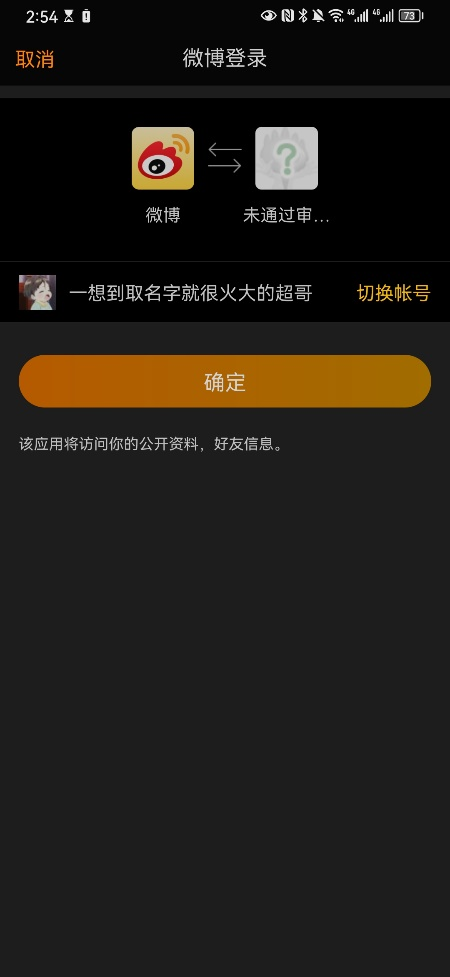 2:54
4G
4G
73
取消
微博登录
微博
未通过审...
一想到取名字就很火大的超哥
切换帐号
确定
该应用将访问你的公开资料，好友信息。